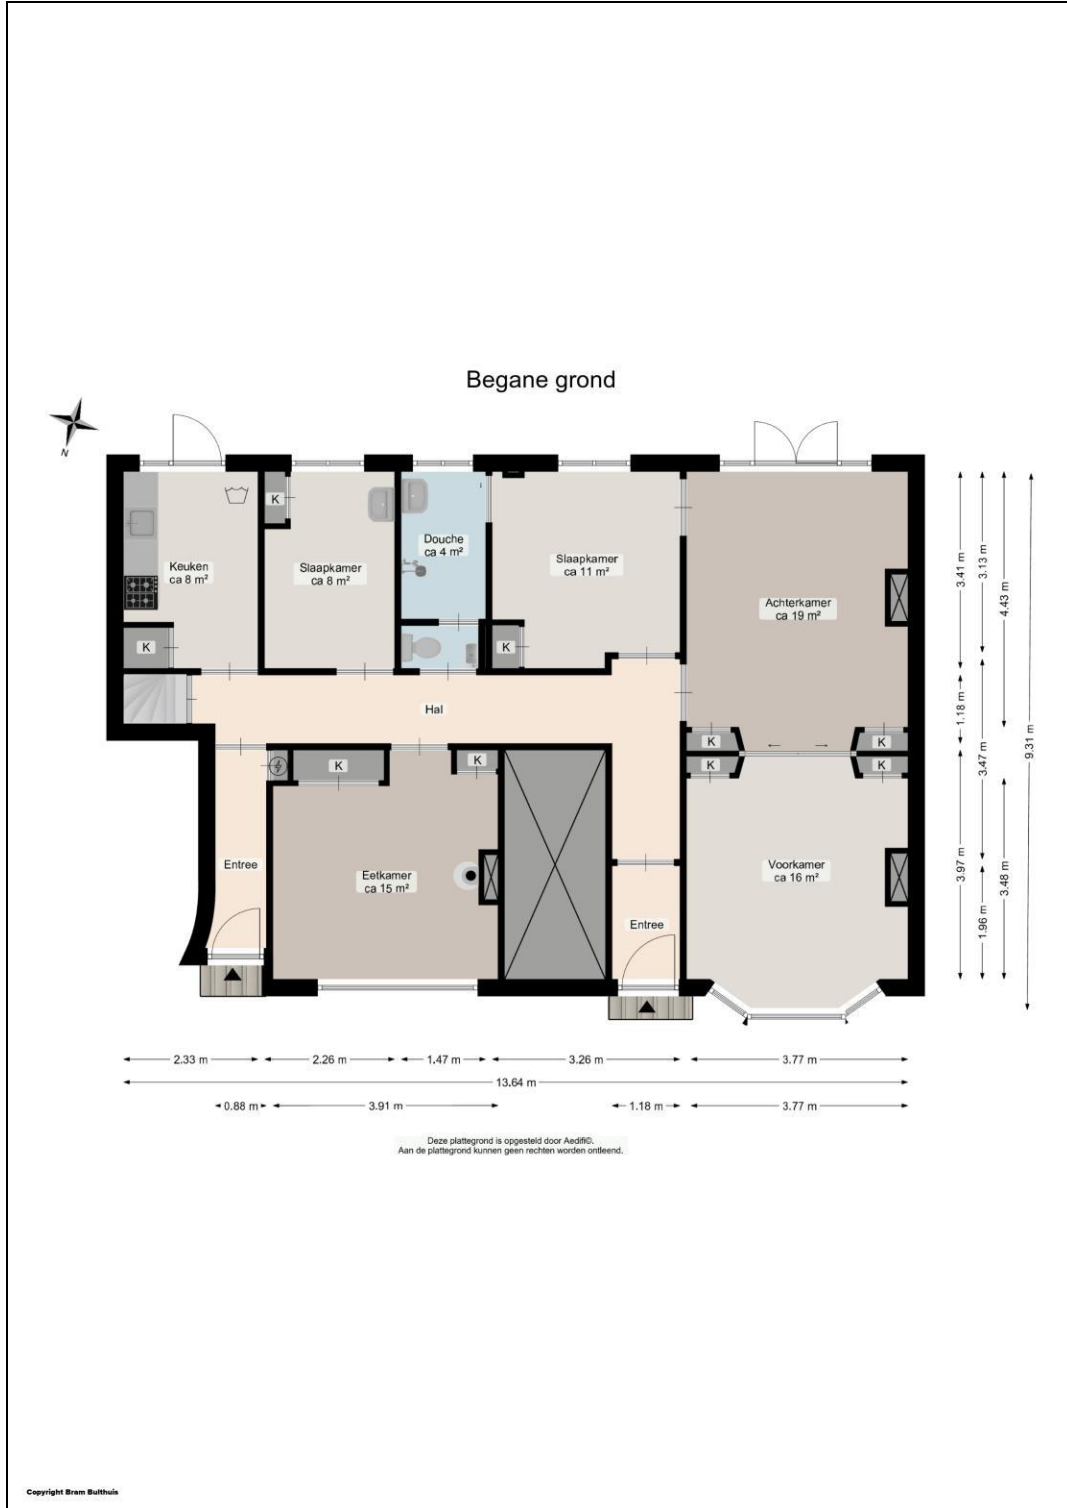 Begane grond
N
K
Keuken
ca 8 m²
Slaapkamer
ca 8 m²
Douche
ca 4 m²
Slaapkamer
ca 11 m²
Achterkamer
ca 19 m²
K
K
Hal
K
K
K
K
K
K
Entree
Eetkamer
ca 15 m²
Voorkamer
ca 16 m²
Entree
3.41 m
3.13 m
4.43 m
1.18 m
3.47 m
9.31 m
3.97 m
3.48 m
1.96 m
2.33 m
2.26 m
1.47 m
3.26 m
3.77 m
13.64 m
0.88 m
3.91 m
1.18 m
3.77 m
Deze plattegrond is opgesteld door Aedifi©.
Aan de plattegrond kunnen geen rechten worden ontleend.
Copyright Bram Bulthuis